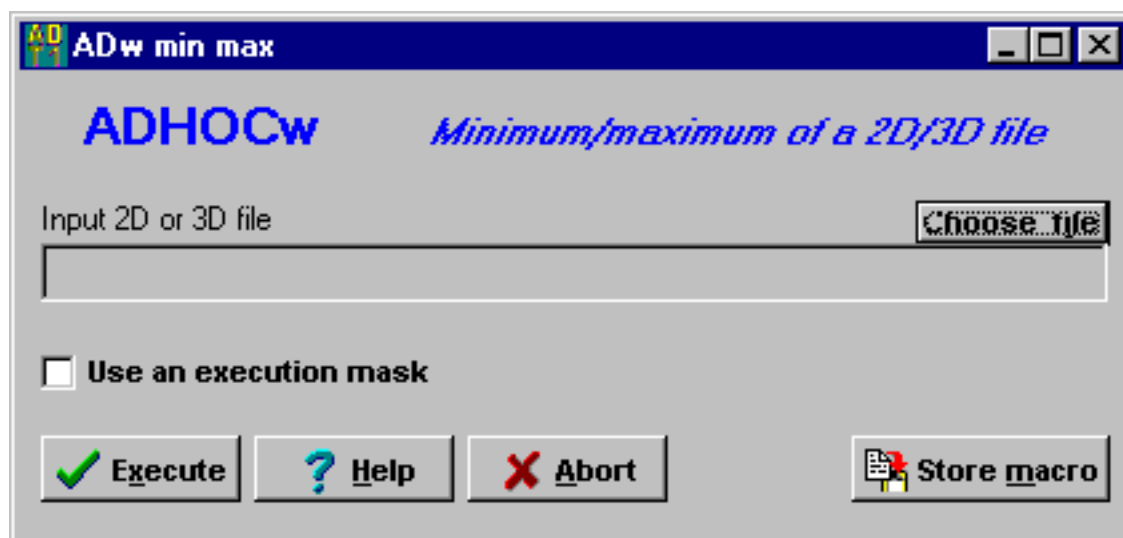 ADw min max
ADHOCw Minimum/maximum of a 2D/3D file
Input 2D or 3D file Choose file
Use an execution mask
Execute Help Abort Store macro